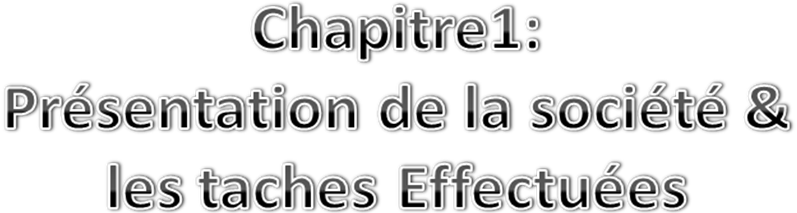 Chapitre1:
Présentation de la société &
les taches Effectuées